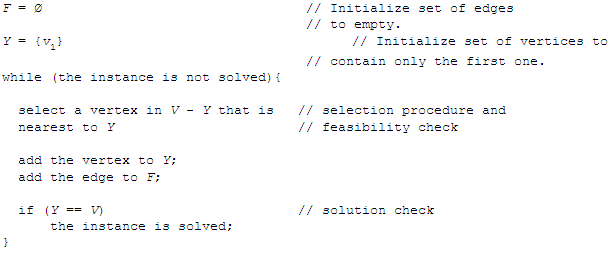 F = Ø // Initialize set of edges
// to empty.
Y = {v1} // Initialize set of vertices to
// contain only the first one.
while (the instance is not solved){
select a vertex in V - Y that is // selection procedure and
nearest to Y // feasibility check
add the vertex to Y;
add the edge to F;
if (Y == V) // solution check
the instance is solved;
}